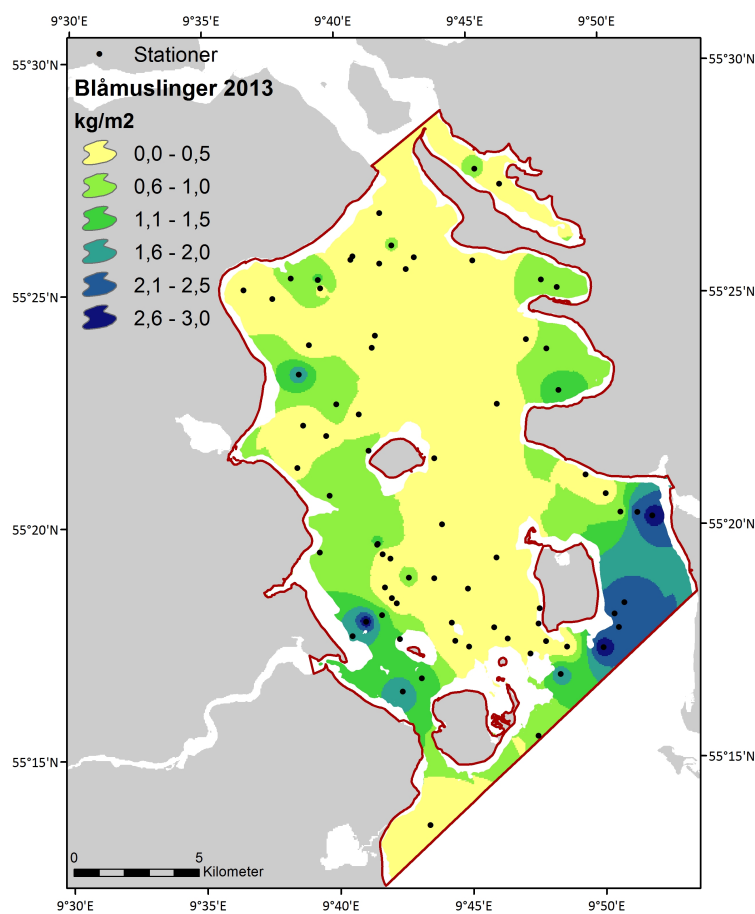 9°30'E 9°35'E 9°40'E 9°45'E 9°50'E
55°30'N 55°30'N
Stationer
Blåmuslinger 2013
kg/m2
0,0 - 0,5
0,6 - 1,0
1,1 - 1,5
1,6 - 2,0
2,1 - 2,5
2,6 - 3,0
55°25'N 55°25'N
55°20'N 55°20'N
55°15'N 55°15'N
0 5
Kilometer
9°30'E 9°35'E 9°40'E 9°45'E 9°50'E